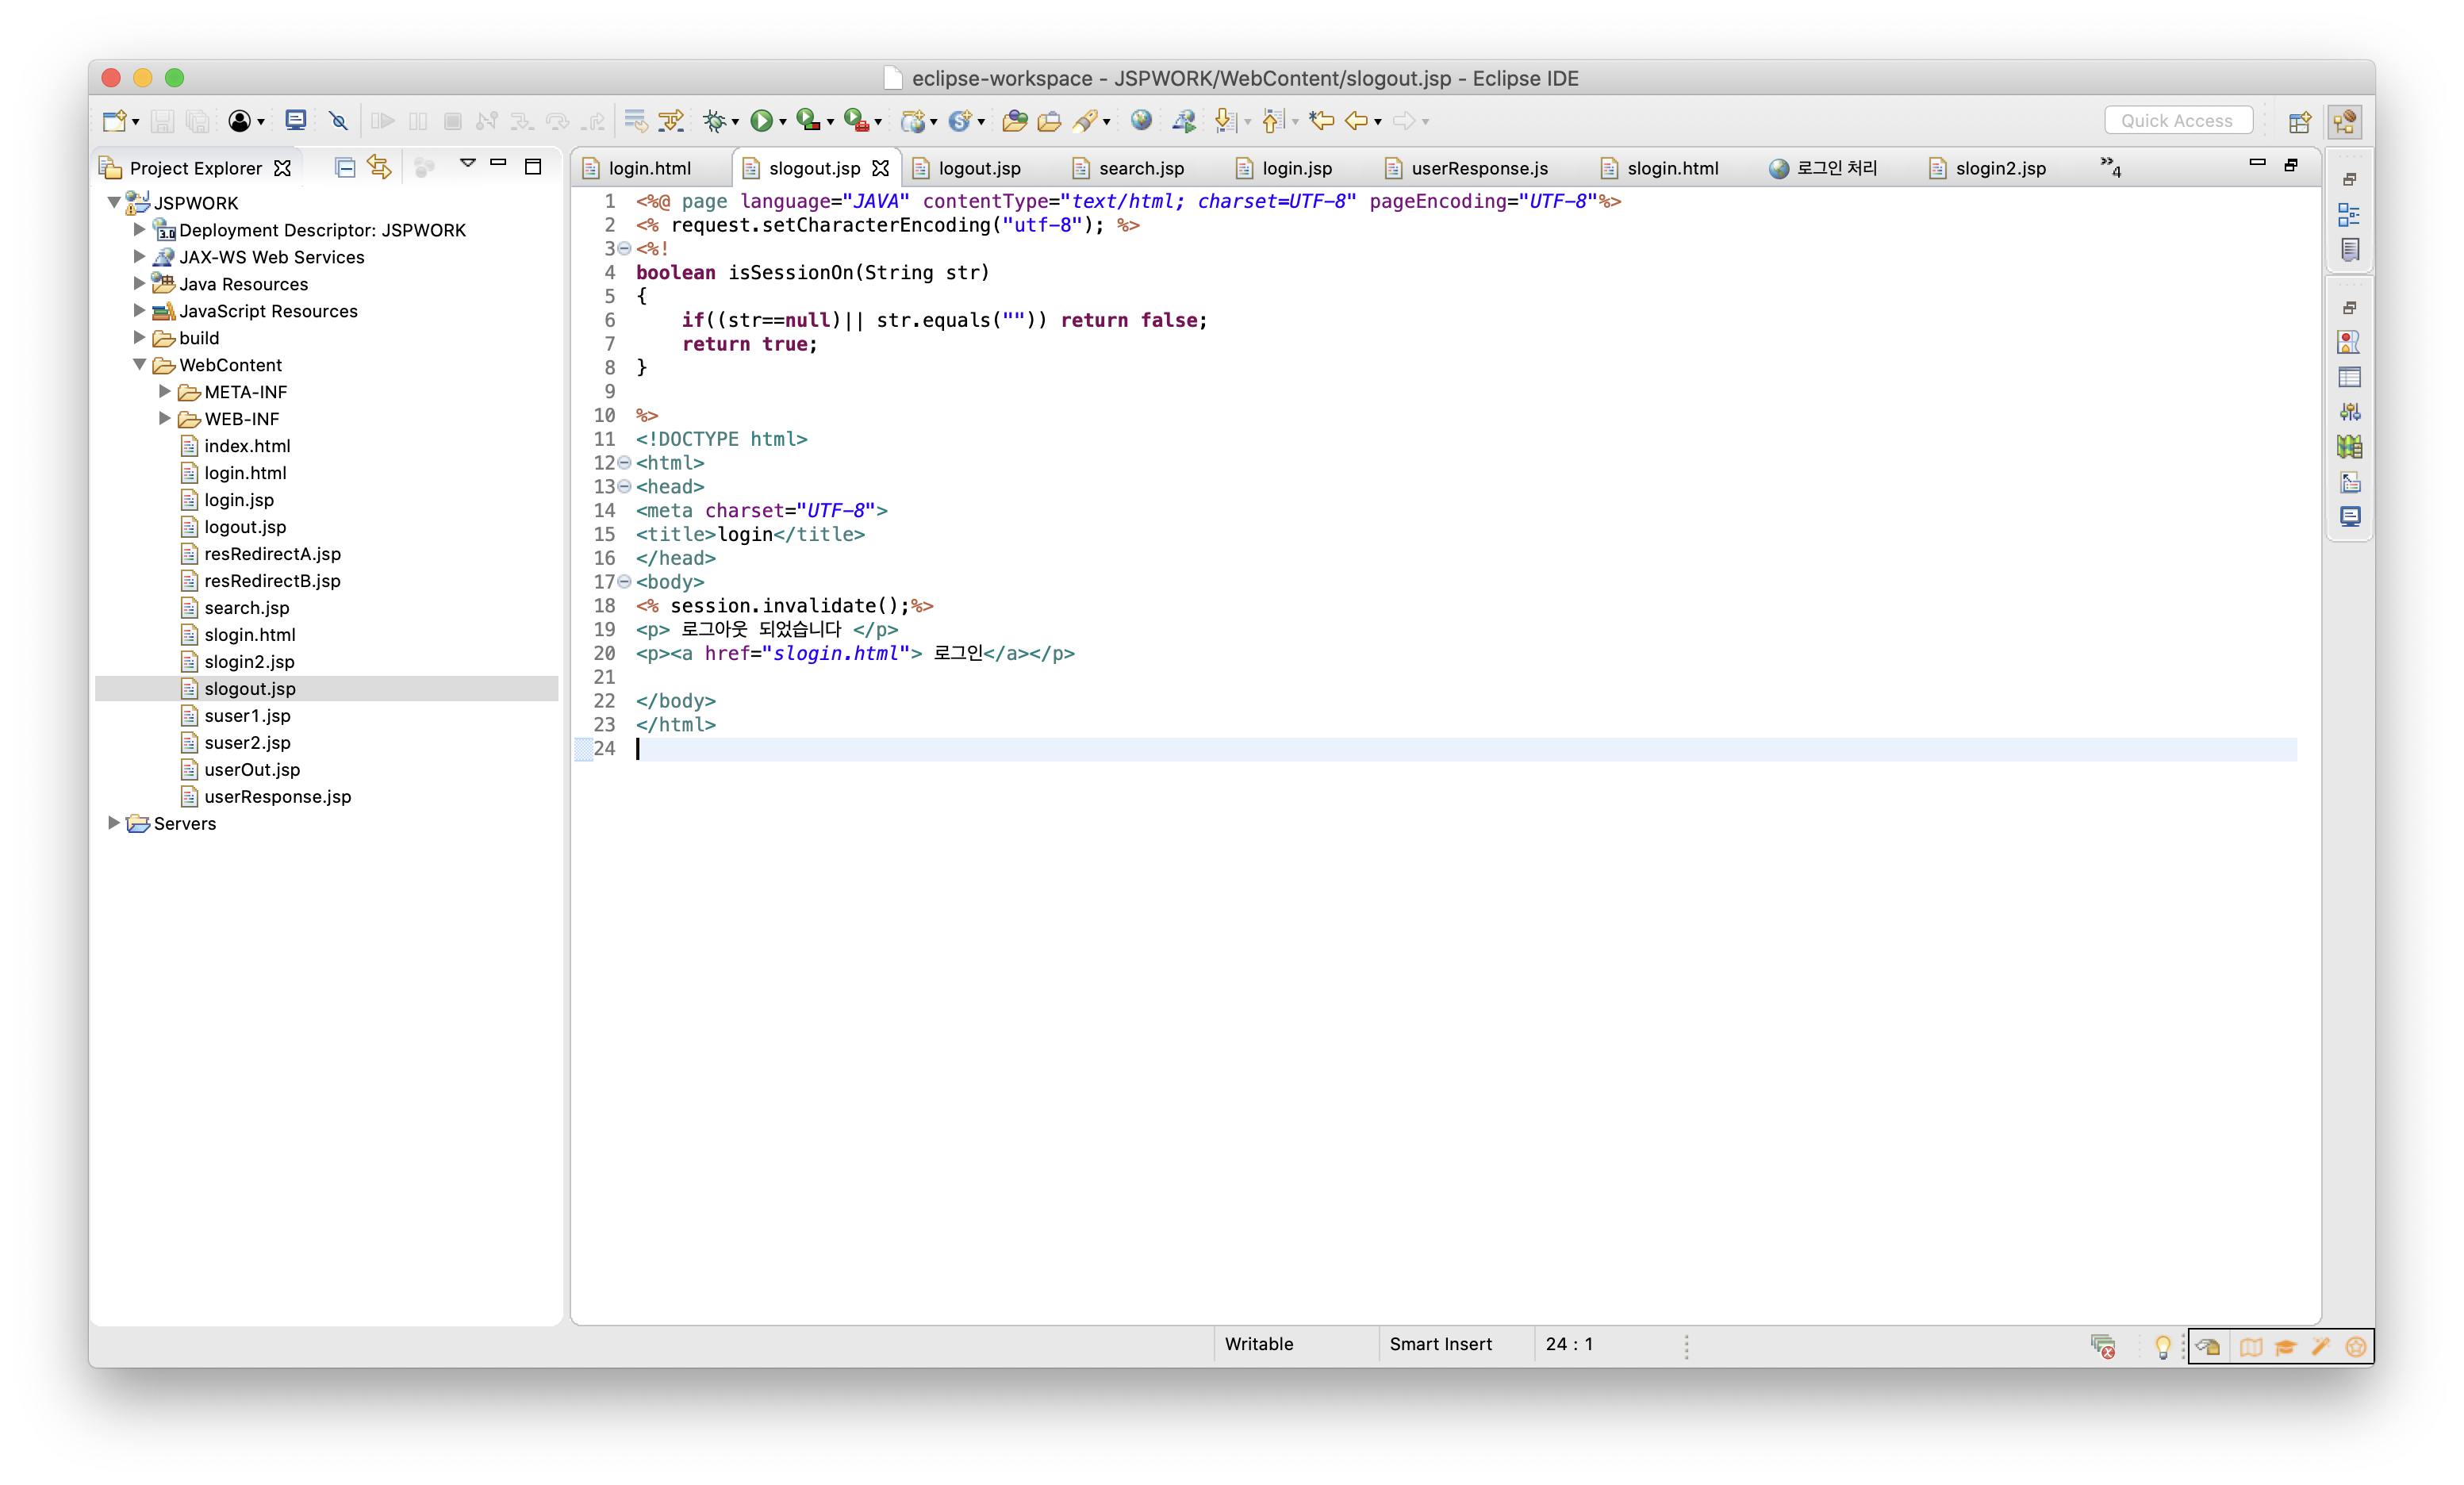 eclipse-workspace - JSPWORK/WebContent/slogout.jsp - Eclipse IDE
Quick Access
Project Explorer
login.html slogout.jsp logout.jsp search.jsp login.jsp userResponse.js slogin.html 로그인 처리 slogin2.jsp »4
JSPWORK
Deployment Descriptor: JSPWORK
JAX-WS Web Services
Java Resources
JavaScript Resources
build
WebContent
META-INF
WEB-INF
index.html
login.html
login.jsp
logout.jsp
resRedirectA.jsp
resRedirectB.jsp
search.jsp
slogin.html
slogin2.jsp
slogout.jsp
suser1.jsp
suser2.jsp
userOut.jsp
userResponse.jsp
Servers
1 <%@ page language="JAVA" contentType="text/html; charset=UTF-8" pageEncoding="UTF-8"%>
2 <% request.setCharacterEncoding("utf-8"); %>
3 <%!
4 boolean isSessionOn(String str)
5 {
6 if((str==null)|| str.equals("")) return false;
7 return true;
8 }
9
10 %>
11 <!DOCTYPE html>
12 <html>
13 <head>
14 <meta charset="UTF-8">
15 <title>login</title>
16 </head>
17 <body>
18 <% session.invalidate();%>
19 <p> 로그아웃 되었습니다 </p>
20 <p><a href="slogin.html"> 로그인</a></p>
21
22 </body>
23 </html>
24
Writable Smart Insert 24 : 1